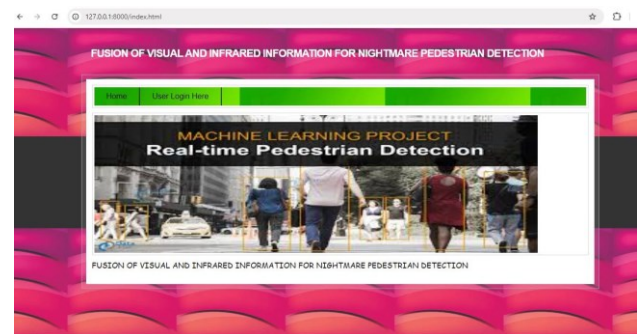 127.0.0.1:8000/index.html
FUSION OF VISUAL AND INFRARED INFORMATION FOR NIGHTMARE PEDESTRIAN DETECTION
Home User Login Here
MACHINE LEARNING PROJECT
Real-time Pedestrian Detection
FUSION OF VISUAL AND INFRARED INFORMATION FOR NIGHTMARE PEDESTRIAN DETECTION